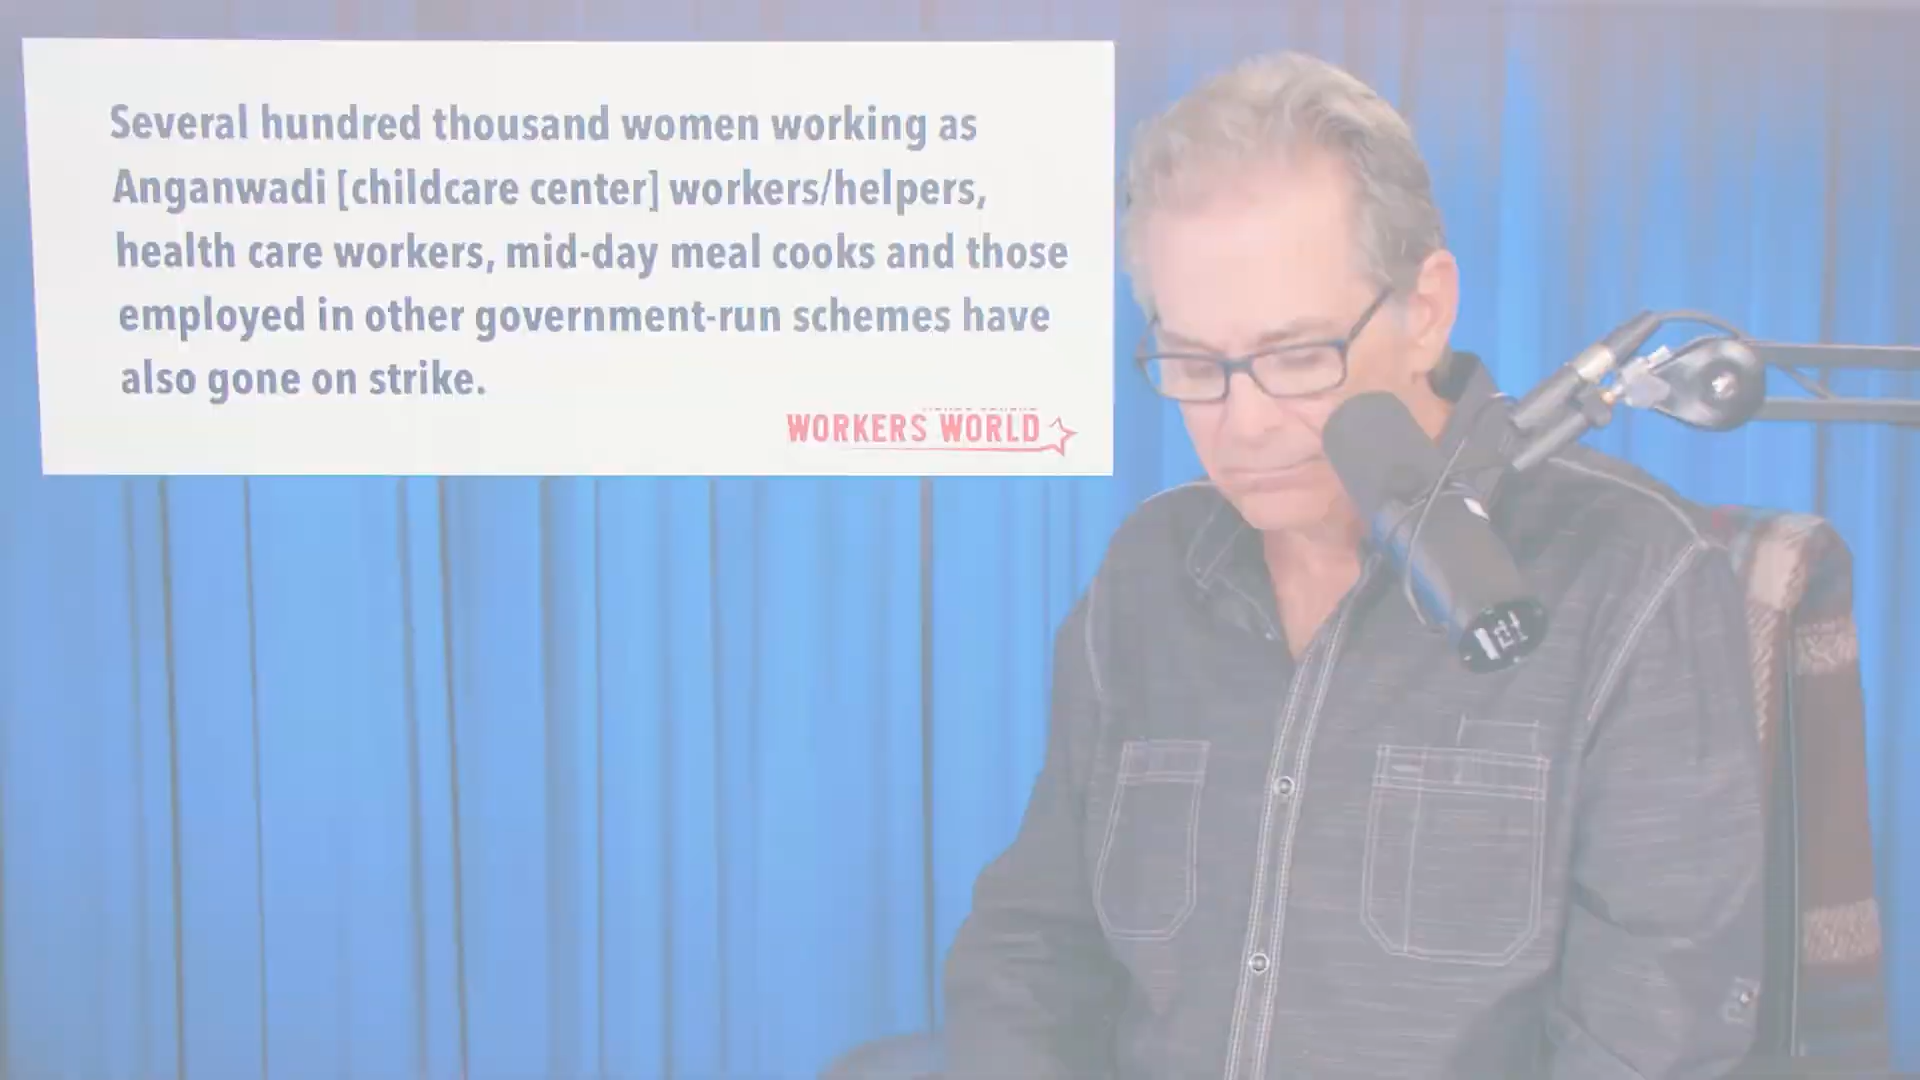 Several hundred thousand women working as
Anganwadi [childcare center] workers/helpers,
health care workers, mid-day meal cooks and those
employed in other government-run schemes have
also gone on strike.
WORKERS WORLD